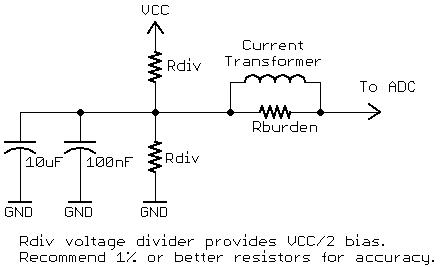 VCC
Current
Transformer
Rdiv
To ADC
Rburden
10uF
100nF
Rdiv
GND
GND
GND
Rdiv voltage divider provides VCC/2 bias.
Recommend 1% or better resistors for accuracy.